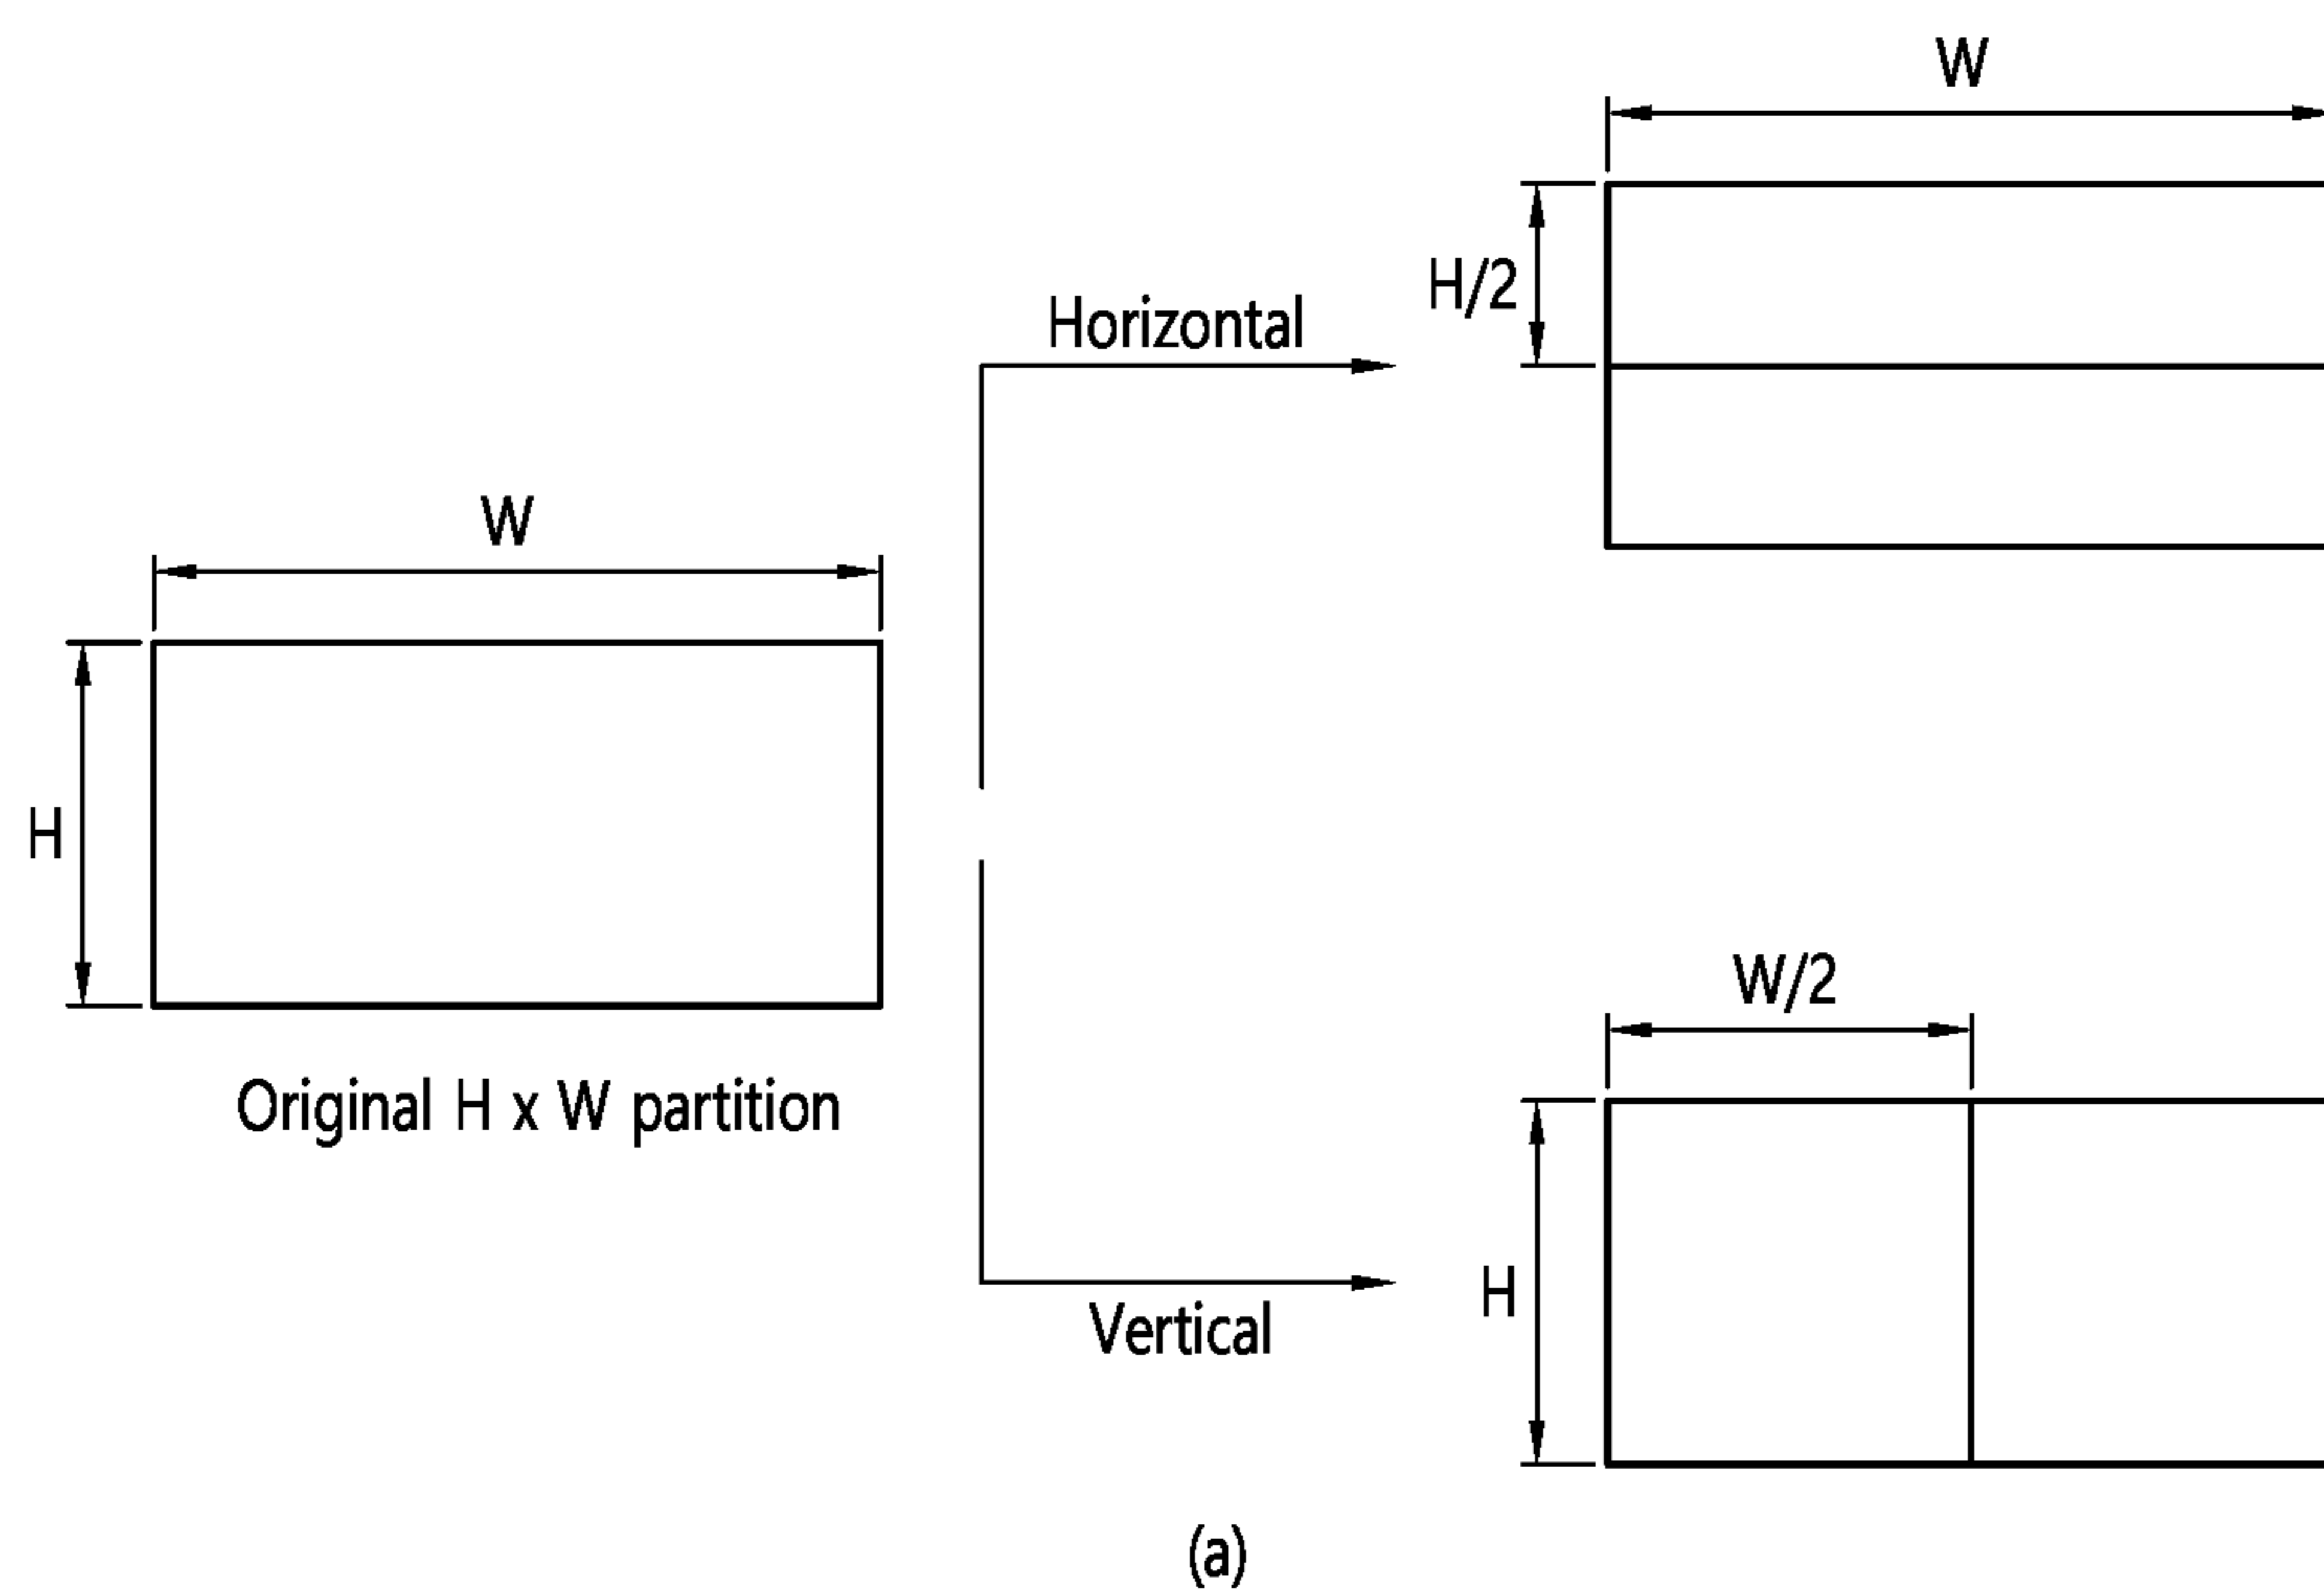 W
H/2
Horizontal
W
H
Original H x W partition
W/2
H
Vertical
(a)